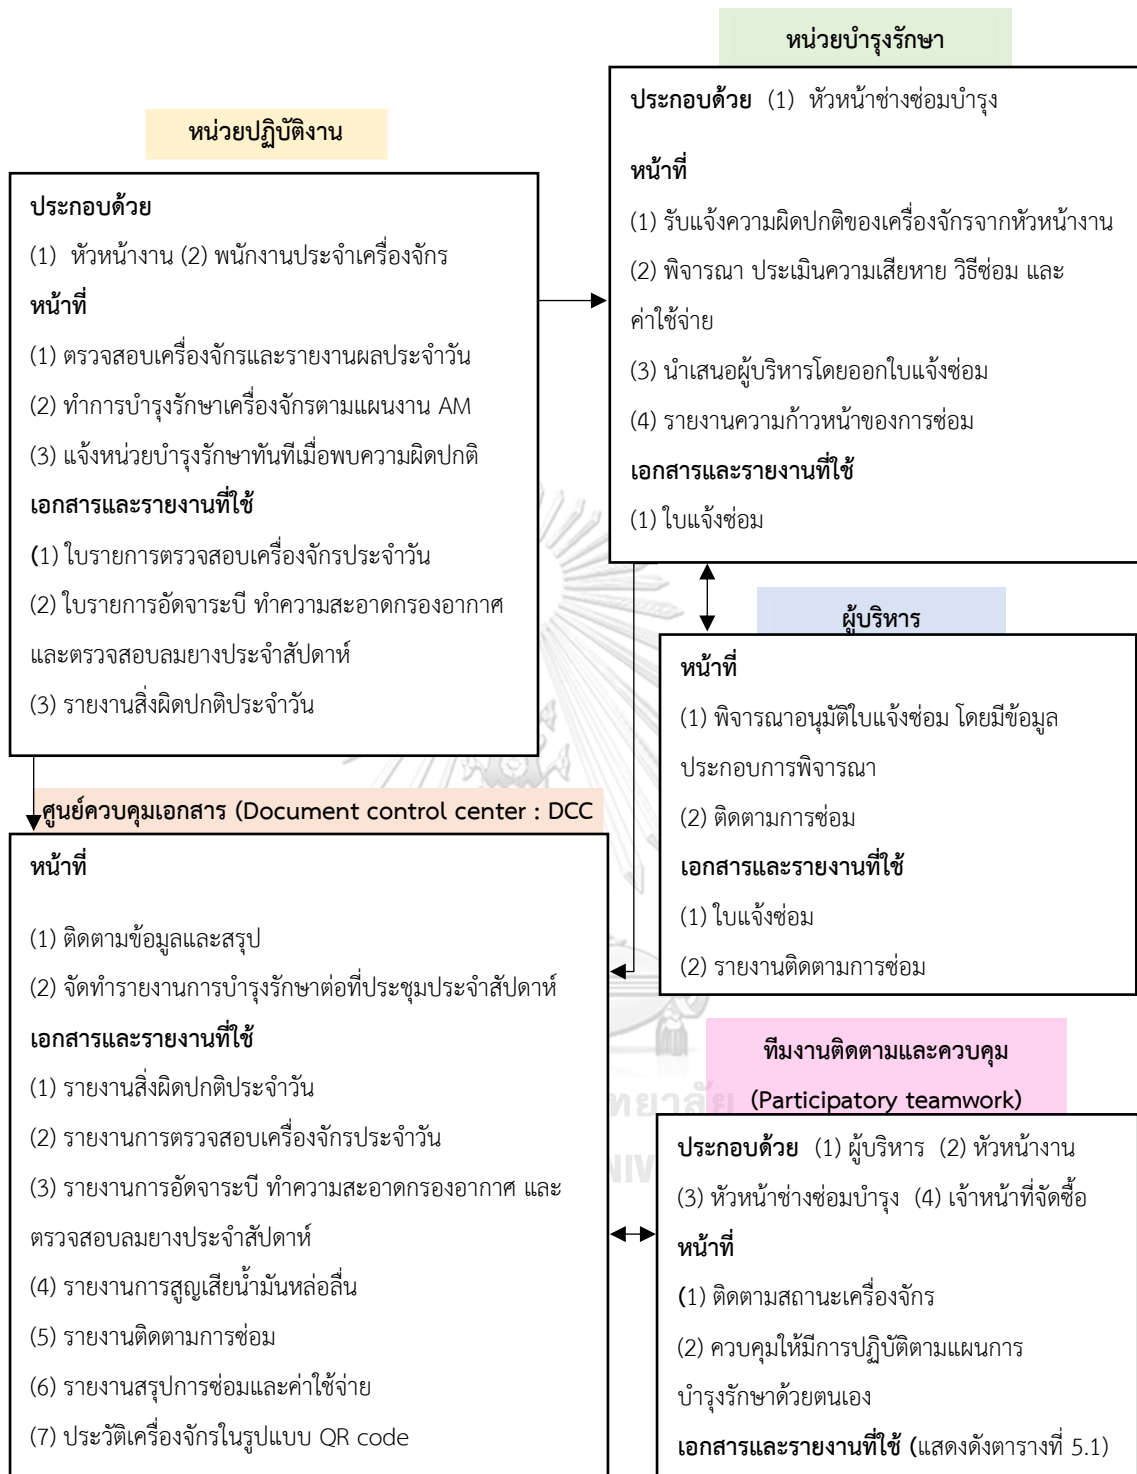 หน่วยบำรุงรักษา
ประกอบด้วย (1) หัวหน้าช่างซ่อมบำรุง
หน้าที่
(1) รับแจ้งความผิดปกติของเครื่องจักรจากหัวหน้างาน
(2) พิจารณา ประเมินความเสียหาย วิธีซ่อม และ
ค่าใช้จ่าย
(3) นำเสนอผู้บริหารโดยออกใบแจ้งซ่อม
(4) รายงานความก้าวหน้าของการซ่อม
เอกสารและรายงานที่ใช้
(1) ใบแจ้งซ่อม
หน่วยปฏิบัติงาน
ประกอบด้วย
(1) หัวหน้างาน (2) พนักงานประจำเครื่องจักร
หน้าที่
(1) ตรวจสอบเครื่องจักรและรายงานผลประจำวัน
(2) ทำการบำรุงรักษาเครื่องจักรตามแผนงาน AM
(3) แจ้งหน่วยบำรุงรักษาทันทีเมื่อพบความผิดปกติ
เอกสารและรายงานที่ใช้
(1) ใบรายการตรวจสอบเครื่องจักรประจำวัน
(2) ใบรายการอัดจาระบี ทำความสะอาดกรองอากาศ
และตรวจสอบลมยางประจำสัปดาห์
(3) รายงานสิ่งผิดปกติประจำวัน
ผู้บริหาร
หน้าที่
(1) พิจารณาอนุมัติใบแจ้งซ่อม โดยมีข้อมูล
ประกอบการพิจารณา
(2) ติดตามการซ่อม
เอกสารและรายงานที่ใช้
(1) ใบแจ้งซ่อม
(2) รายงานติดตามการซ่อม
ศูนย์ควบคุมเอกสาร (Document control center : DCC
หน้าที่
(1) ติดตามข้อมูลและสรุป
(2) จัดทำรายงานการบำรุงรักษาต่อที่ประชุมประจำสัปดาห์
เอกสารและรายงานที่ใช้
(1) รายงานสิ่งผิดปกติประจำวัน
(2) รายงานการตรวจสอบเครื่องจักรประจำวัน
(3) รายงานการอัดจาระบี ทำความสะอาดกรองอากาศ และ
ตรวจสอบลมยางประจำสัปดาห์
(4) รายงานการสูญเสียน้ำมันหล่อลื่น
(5) รายงานติดตามการซ่อม
(6) รายงานสรุปการซ่อมและค่าใช้จ่าย
(7) ประวัติเครื่องจักรในรูปแบบ QR code
ทีมงานติดตามและควบคุม
(Participatory teamwork)
ประกอบด้วย (1) ผู้บริหาร (2) หัวหน้างาน
(3) หัวหน้าช่างซ่อมบำรุง (4) เจ้าหน้าที่จัดซื้อ
หน้าที่
(1) ติดตามสถานะเครื่องจักร
(2) ควบคุมให้มีการปฏิบัติตามแผนการ
บำรุงรักษาด้วยตนเอง
เอกสารและรายงานที่ใช้ (แสดงดังตารางที่ 5.1)
ทยาลัย
NIV